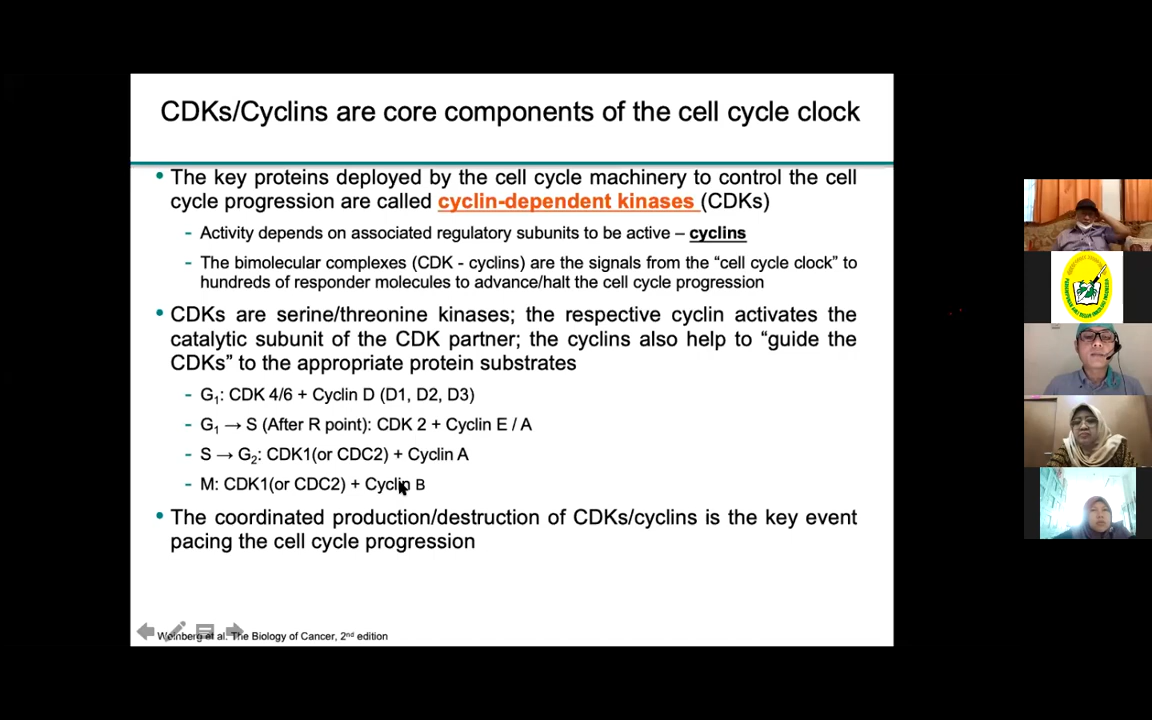 CDKs/Cyclins are core components of the cell cycle clock
• The key proteins deployed by the cell cycle machinery to control the cell
cycle progression are called cyclin-dependent kinases (CDKs)
- Activity depends on associated regulatory subunits to be active – cyclins
- The bimolecular complexes (CDK - cyclins) are the signals from the “cell cycle clock” to
hundreds of responder molecules to advance/halt the cell cycle progression
• CDKs are serine/threonine kinases; the respective cyclin activates the
catalytic subunit of the CDK partner; the cyclins also help to “guide the
CDKs” to the appropriate protein substrates
- G₁: CDK 4/6 + Cyclin D (D1, D2, D3)
- G₁ → S (After R point): CDK 2 + Cyclin E / A
- S → G₂: CDK1(or CDC2) + Cyclin A
- M: CDK1(or CDC2) + Cyclin B
• The coordinated production/destruction of CDKs/cyclins is the key event
pacing the cell cycle progression
Weinberg et al. The Biology of Cancer, 2nd edition